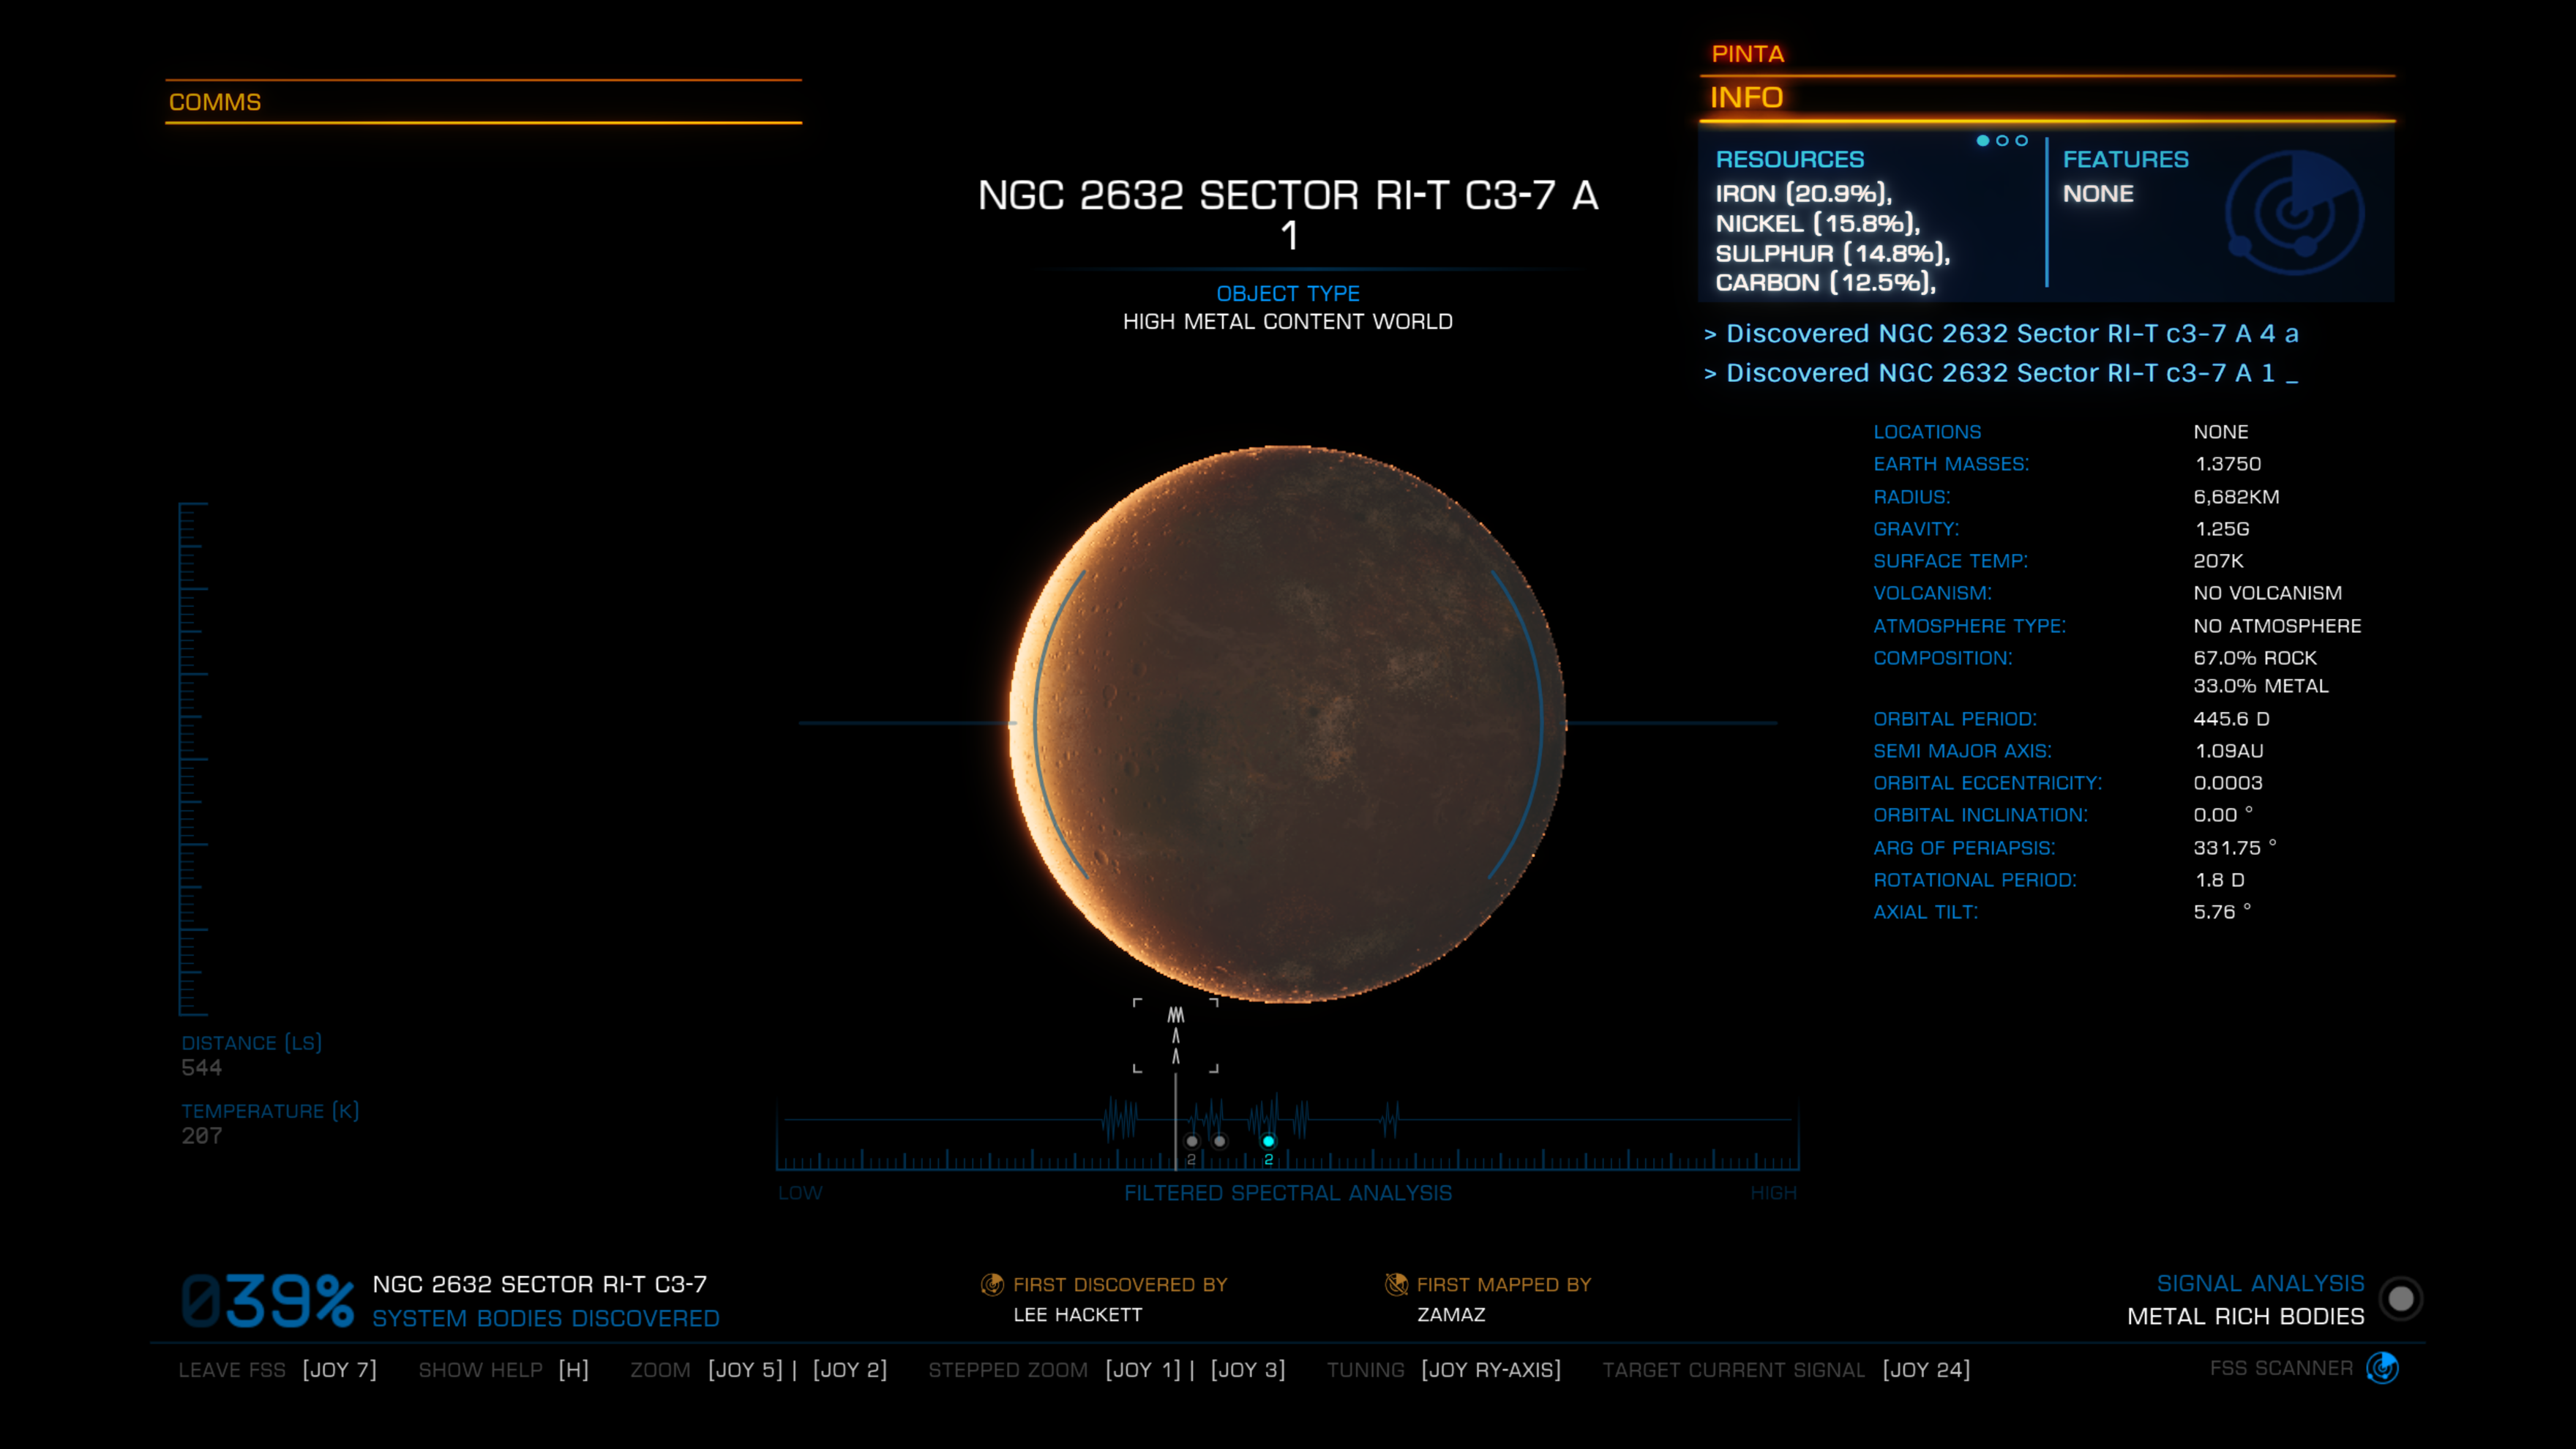 COMMS
PINTA
INFO
RESOURCES
IRON (20.9%),
NICKEL (15.8%),
SULPHUR (14.8%),
CARBON (12.5%),
FEATURES
NONE
NGC 2632 SECTOR RI-T C3-7 A
1
OBJECT TYPE
HIGH METAL CONTENT WORLD
> Discovered NGC 2632 Sector RI-T c3-7 A 4 a
> Discovered NGC 2632 Sector RI-T c3-7 A 1 _
LOCATIONS NONE
EARTH MASSES: 1.3750
RADIUS: 6,682KM
GRAVITY: 1.25G
SURFACE TEMP: 207K
VOLCANISM: NO VOLCANISM
ATMOSPHERE TYPE: NO ATMOSPHERE
COMPOSITION: 67.0% ROCK
33.0% METAL
ORBITAL PERIOD: 445.6 D
SEMI MAJOR AXIS: 1.09AU
ORBITAL ECCENTRICITY: 0.0003
ORBITAL INCLINATION: 0.00 °
ARG OF PERIAPSIS: 331.75 °
ROTATIONAL PERIOD: 1.8 D
AXIAL TILT: 5.76 °
DISTANCE (LS)
544
TEMPERATURE (K)
207
2 2
LOW FILTERED SPECTRAL ANALYSIS HIGH
039% NGC 2632 SECTOR RI-T C3-7
SYSTEM BODIES DISCOVERED
FIRST DISCOVERED BY
LEE HACKETT
FIRST MAPPED BY
ZAMAZ
SIGNAL ANALYSIS
METAL RICH BODIES
LEAVE FSS [JOY 7] SHOW HELP [H] ZOOM [JOY 5] | [JOY 2] STEPPED ZOOM [JOY 1] | [JOY 3] TUNING [JOY RY-AXIS] TARGET CURRENT SIGNAL [JOY 24] FSS SCANNER